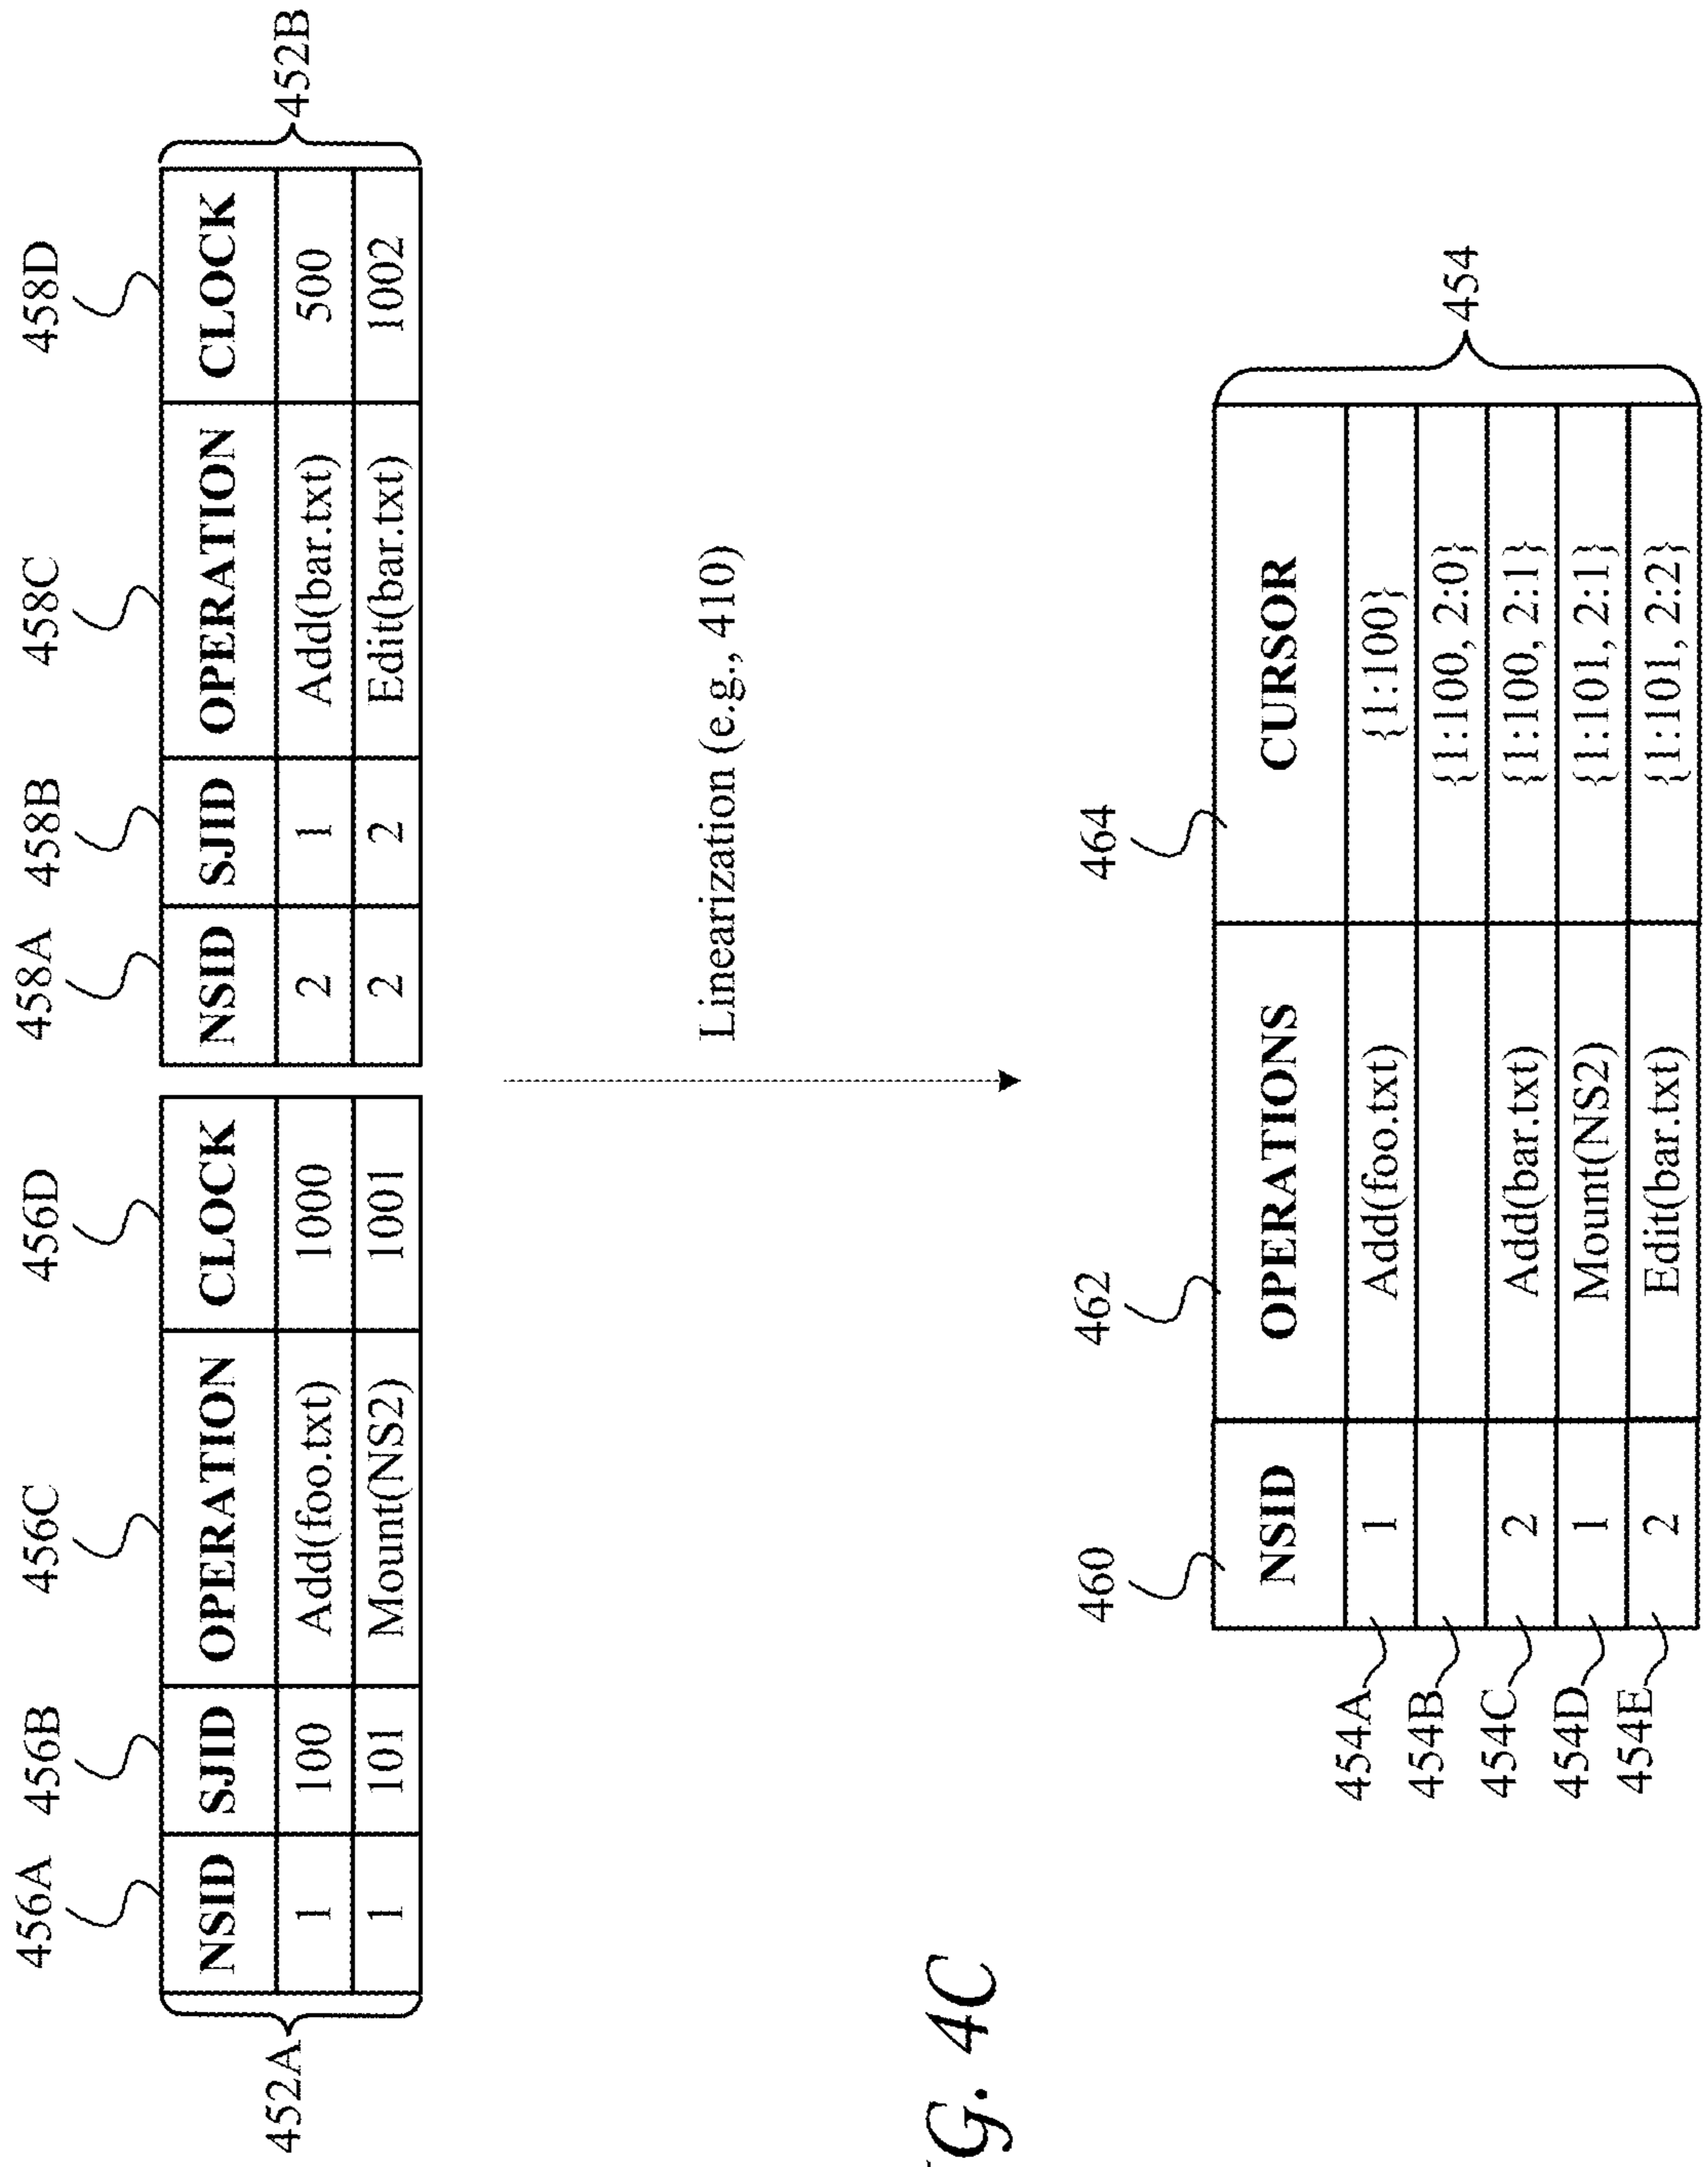 456A 456B 456C 456D 458A 458B 458C 458D
NSID SJID OPERATION CLOCK NSID SJID OPERATION CLOCK
1 100 Add(foo.txt) 1000 2 1 Add(bar.txt) 500
1 101 Mount(NS2) 1001 2 2 Edit(bar.txt) 1002
452A 452B
Linearization (e.g., 410)
460 462 464
NSID OPERATIONS CURSOR
454A 1 Add(foo.txt) {1:100}
454B {1:100, 2:0}
454C 2 Add(bar.txt) {1:100, 2:1}
454D 1 Mount(NS2) {1:101, 2:1}
454E 2 Edit(bar.txt) {1:101, 2:2}
454
G. 4C